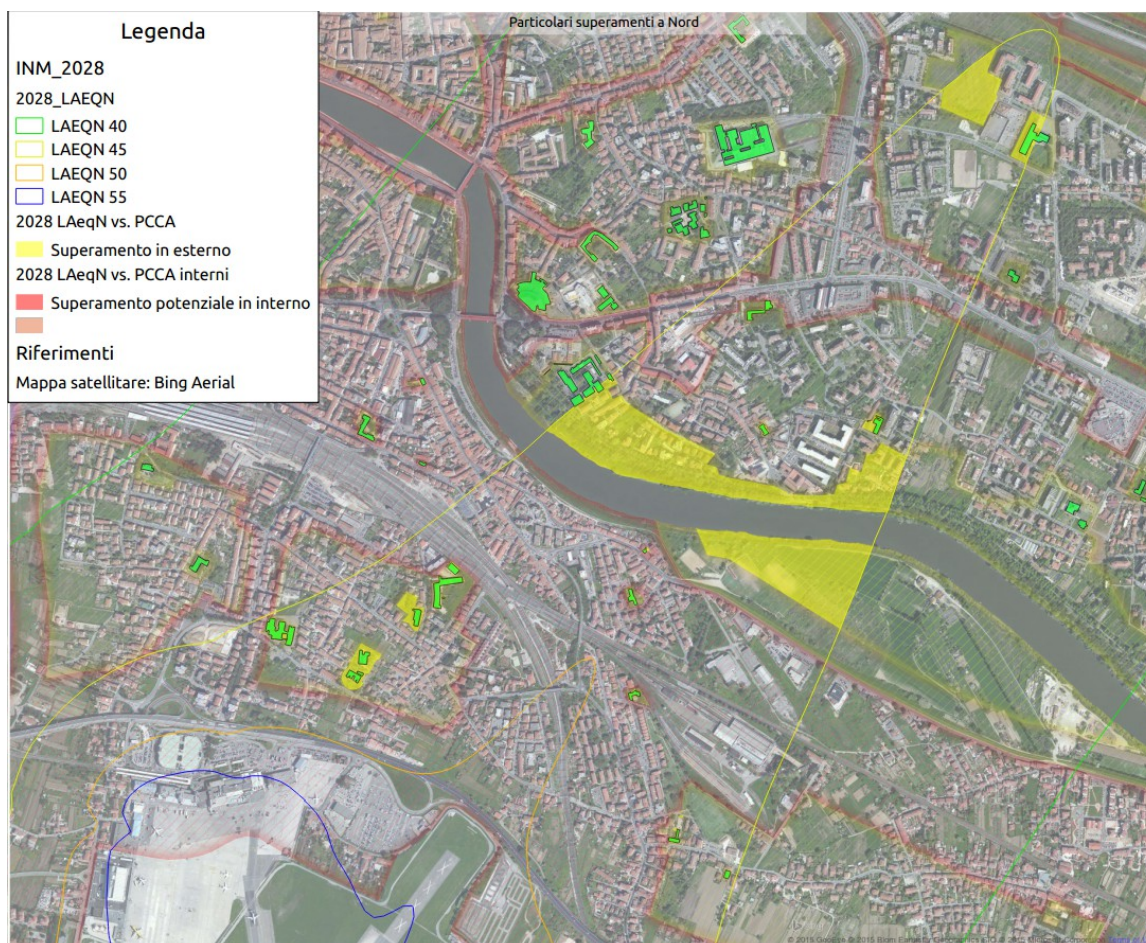 Particolari superamenti a Nord
Legenda
INM_2028
2028_LAEQN
LAEQN 40
LAEQN 45
LAEQN 50
LAEQN 55
2028 LAeqN vs. PCCA
Superamento in esterno
2028 LAeqN vs. PCCA interni
Superamento potenziale in interno
Riferimenti
Mappa satellitare: Bing Aerial